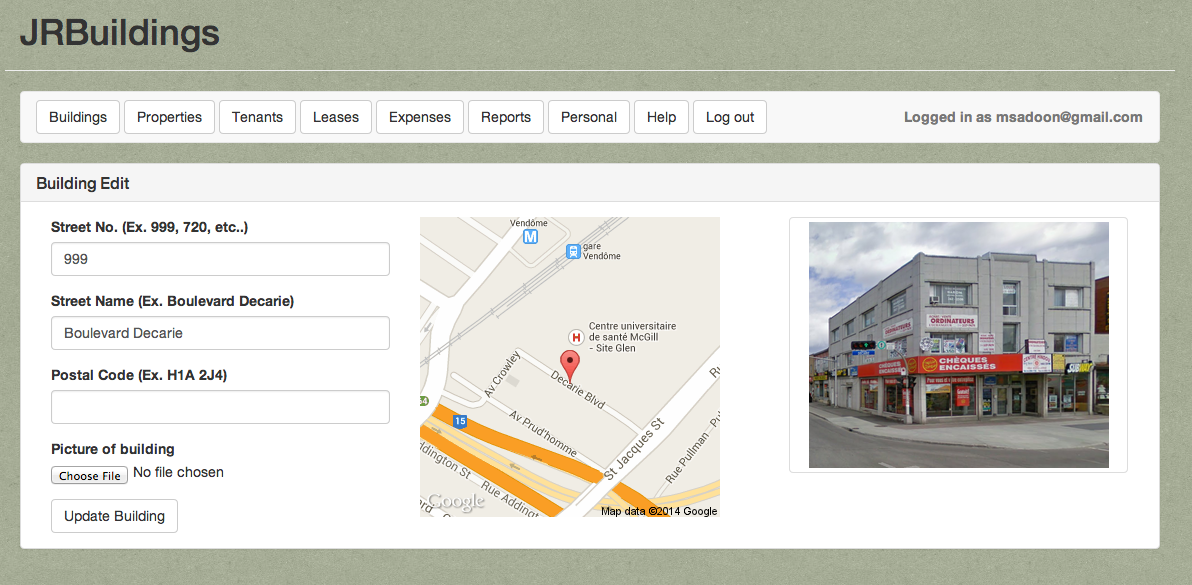 JRBuildings
Buildings Properties Tenants Leases Expenses Reports Personal Help Log out Logged in as msadoon@gmail.com
Building Edit
Street No. (Ex. 999, 720, etc..)
999
Street Name (Ex. Boulevard Decarie)
Boulevard Decarie
Postal Code (Ex. H1A 2J4)
Picture of building
Choose File No file chosen
Update Building
Vendôme
M
gare
Vendôme
H
Centre universitaire
de santé McGill
- Site Glen
Av Crowley
Decarie Blvd
Av Prud'homme
15
St Jacques St
Rue Pullman
Rue Adding
Google
Map data ©2014 Google
ORDINATEURS
CHÈQUES
ENCAISSÉS
SUBWAY